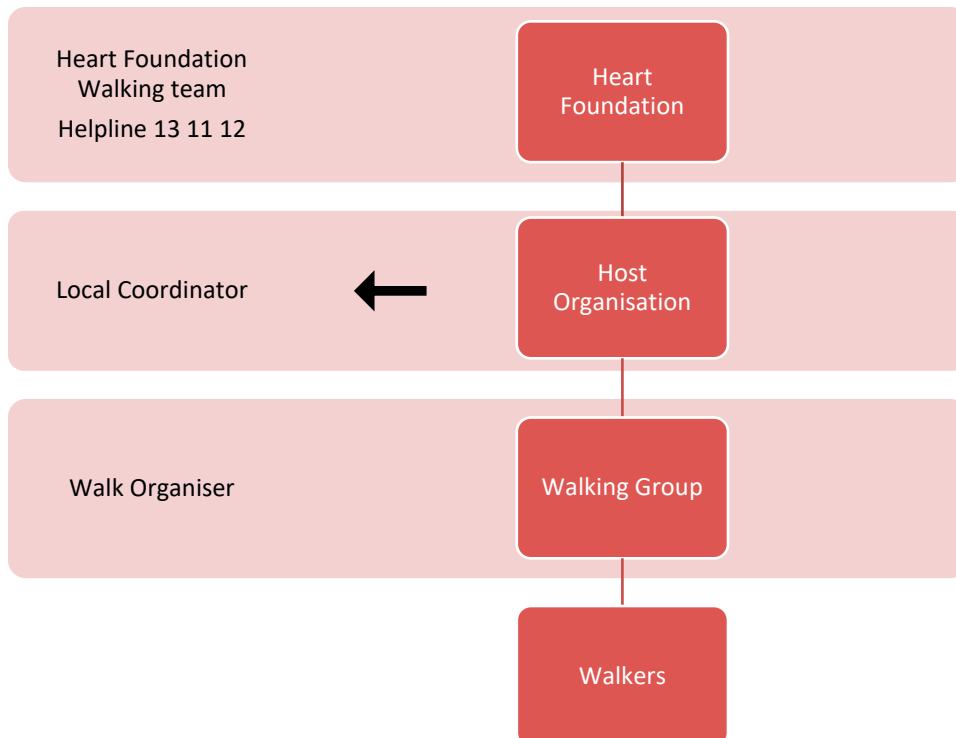 Heart Foundation
Walking team
Helpline 13 11 12
Heart
Foundation
Local Coordinator
Host
Organisation
Walk Organiser
Walking Group
Walkers